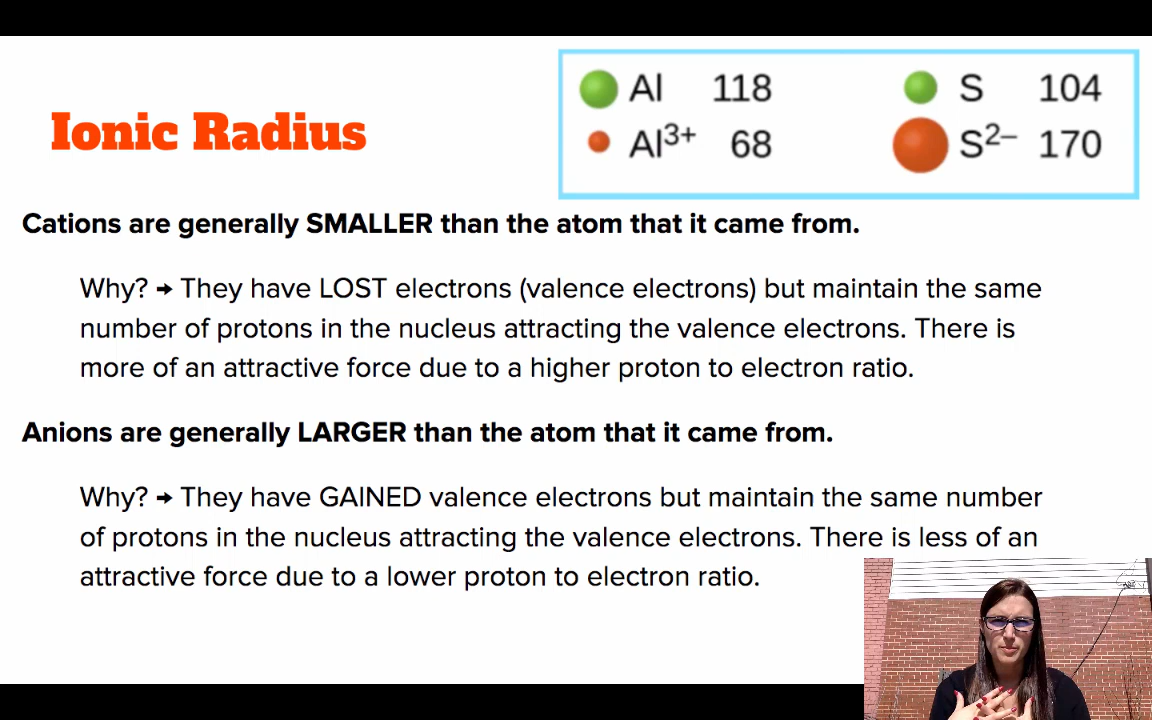 Ionic Radius
Al 118 S 104
Al³⁺ 68 S²⁻ 170
Cations are generally SMALLER than the atom that it came from.
Why? → They have LOST electrons (valence electrons) but maintain the same
number of protons in the nucleus attracting the valence electrons. There is
more of an attractive force due to a higher proton to electron ratio.
Anions are generally LARGER than the atom that it came from.
Why? → They have GAINED valence electrons but maintain the same number
of protons in the nucleus attracting the valence electrons. There is less of an
attractive force due to a lower proton to electron ratio.